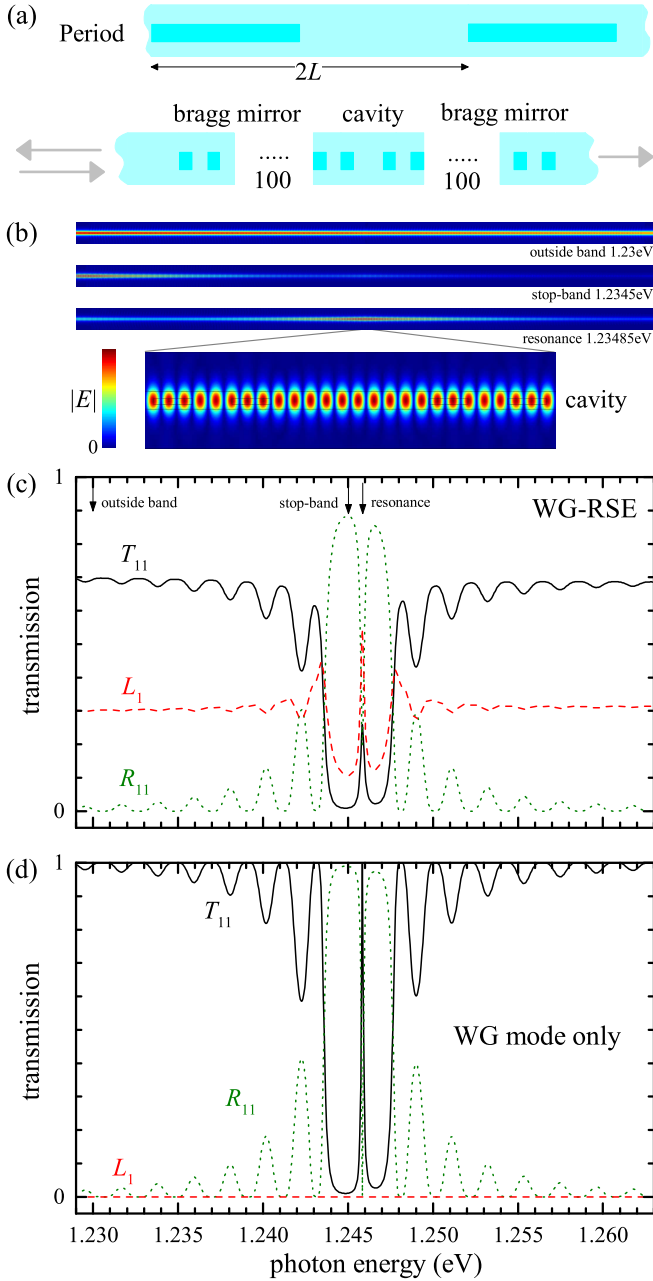 (a)
Period
2L
bragg mirror
cavity
bragg mirror
.....
100
.....
100
(b)
outside band 1.23eV
stop-band 1.2345eV
resonance 1.23485eV
|E|
0
cavity
(c)
1
outside band
stop-band
resonance
WG-RSE
T₁₁
transmission
L₁
R₁₁
0
(d)
1
T₁₁
WG mode only
transmission
R₁₁
L₁
0
1.230 1.235 1.240 1.245 1.250 1.255 1.260
photon energy (eV)